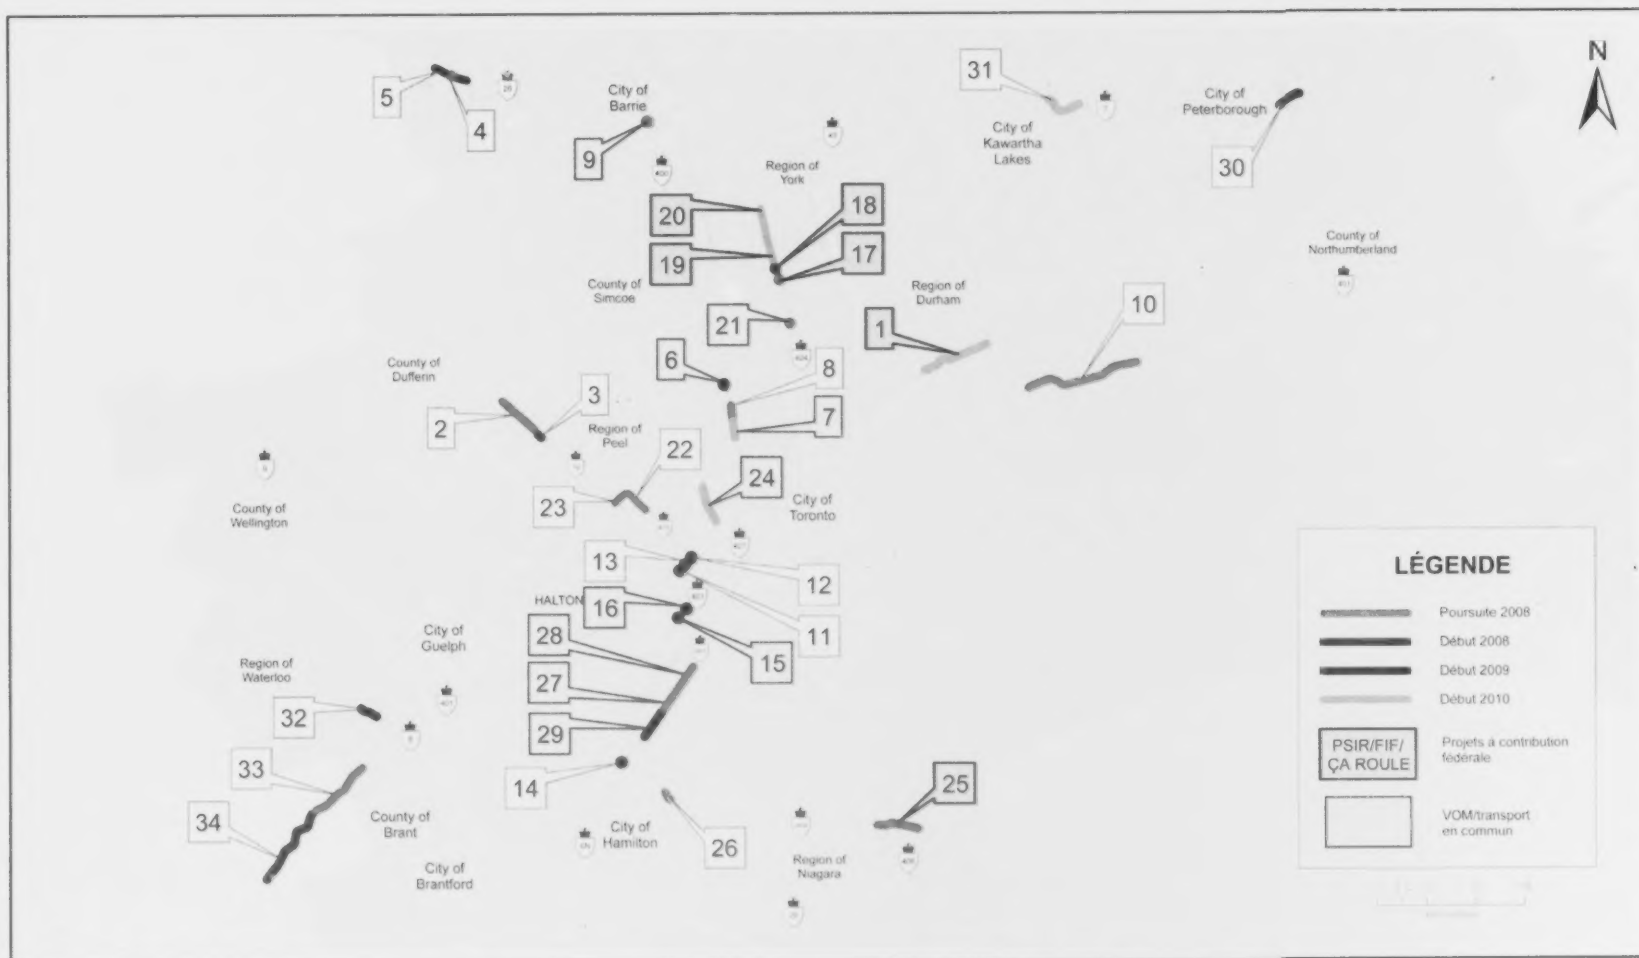 N
31
5
26
City of
Barrie
City of
Peterborough
4
9
City of
Kawartha
Lakes
30
400
Region of
York
20
18
19
17
County of
Northumberland
County of
Simcoe
Region of
Durham
10
21
1
404
6
8
County of
Dufferin
3
2
7
Region of
Peel
22
24
23
City of
Toronto
9
County of
Wellington
13
12
LÉGENDE
Poursuite 2008
Début 2008
Début 2009
Début 2010
PSIR/FIF/
ÇA ROULE
Projets à contribution
fédérale
VOM/transport
en commun
HALTON
16
11
28
15
City of
Guelph
Region of
Waterloo
27
32
29
33
14
25
34
County of
Brant
City of
Hamilton
26
City of
Brantford
Region of
Niagara